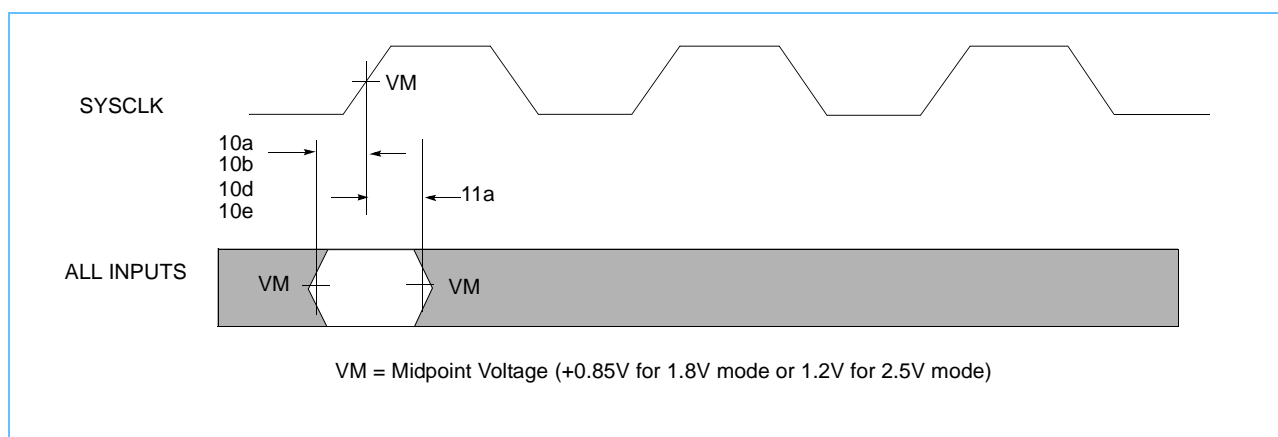 VM
SYSCLK
10a
10b
10d
10e
11a
ALL INPUTS
VM
VM
VM = Midpoint Voltage (+0.85V for 1.8V mode or 1.2V for 2.5V mode)